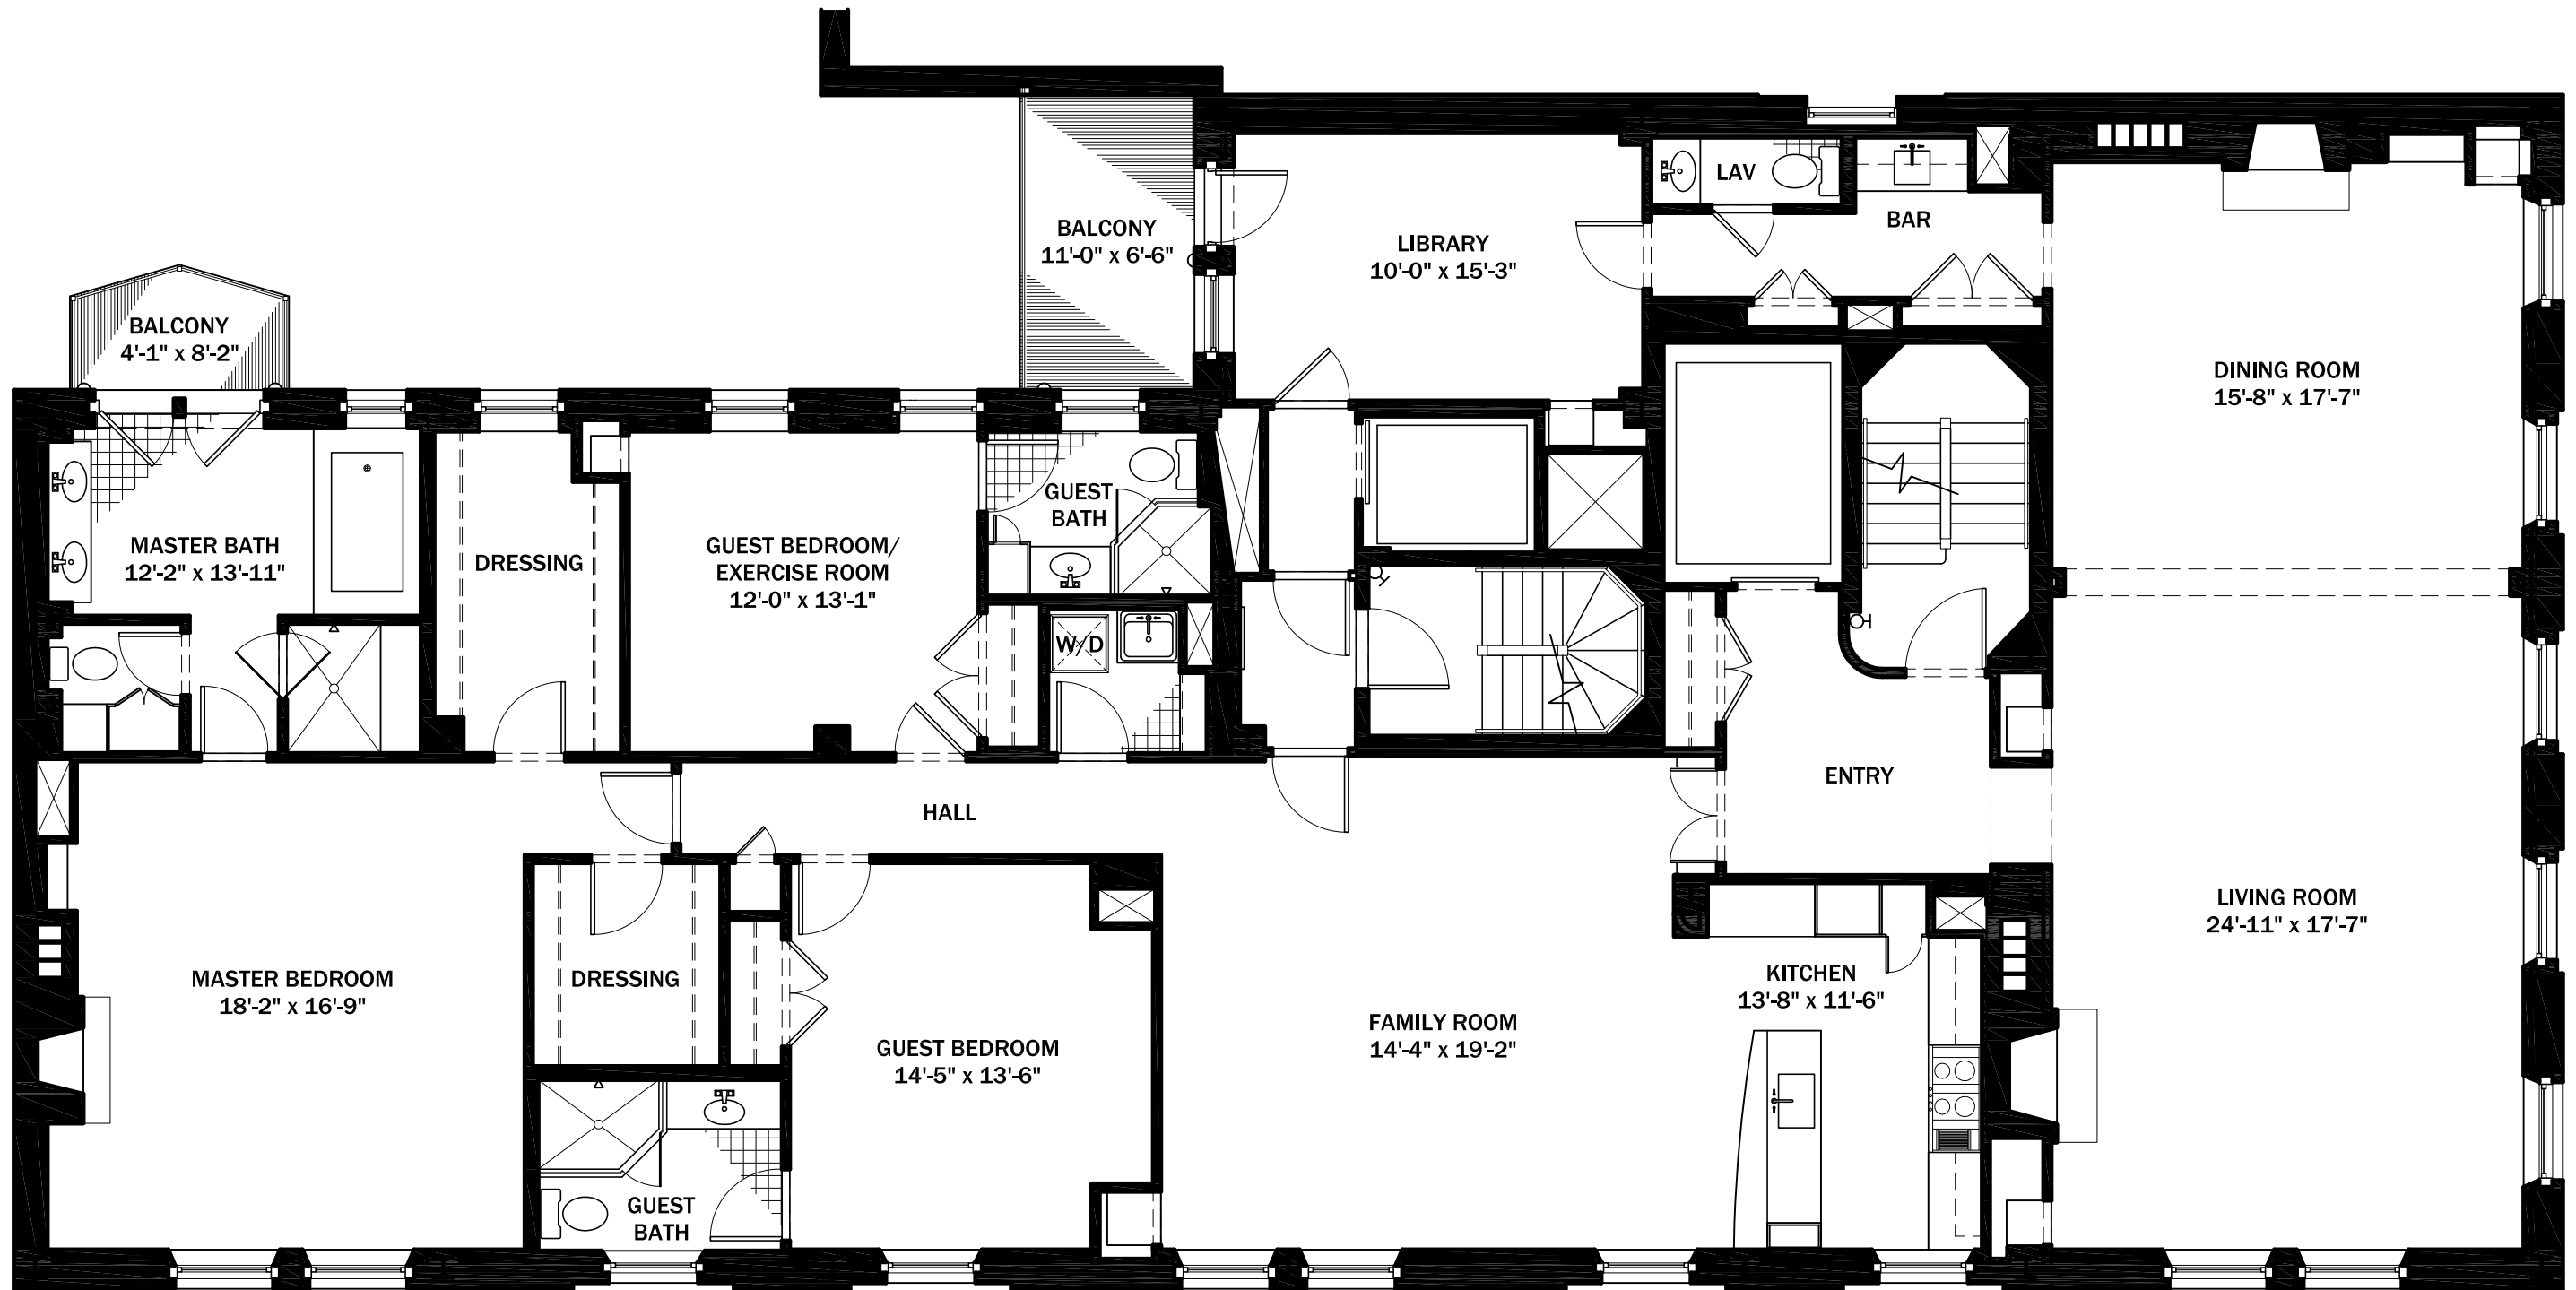 BALCONY
4'-1" x 8'-2"
BALCONY
11'-0" x 6'-6"
LIBRARY
10'-0" x 15'-3"
LAV
BAR
DINING ROOM
15'-8" x 17'-7"
MASTER BATH
12'-2" x 13'-11"
DRESSING
GUEST BEDROOM/
EXERCISE ROOM
12'-0" x 13'-1"
GUEST
BATH
W/D
HALL
ENTRY
MASTER BEDROOM
18'-2" x 16'-9"
DRESSING
GUEST BEDROOM
14'-5" x 13'-6"
GUEST
BATH
FAMILY ROOM
14'-4" x 19'-2"
KITCHEN
13'-8" x 11'-6"
LIVING ROOM
24'-11" x 17'-7"